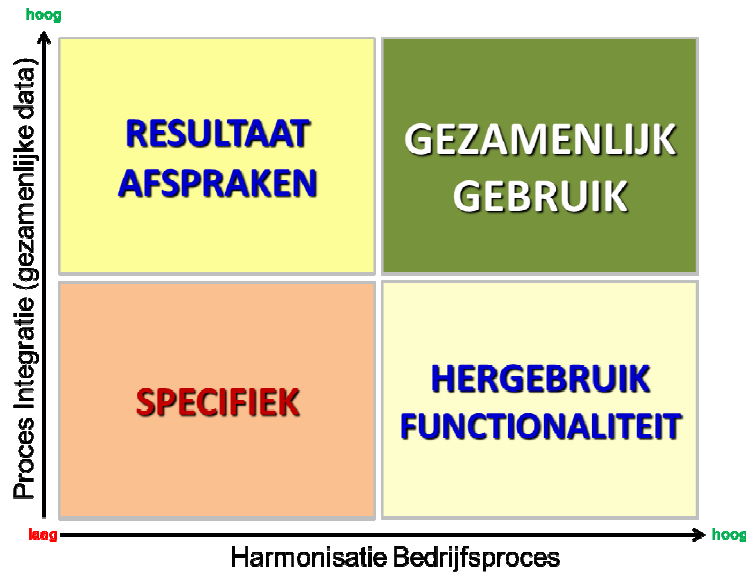 hoog
Proces Integratie (gezamenlijke data)
RESULTAAT
AFSPRAKEN
GEZAMENLIJK
GEBRUIK
SPECIFIEK
HERGEBRUIK
FUNCTIONALITEIT
laag
hoog
Harmonisatie Bedrijfsproces